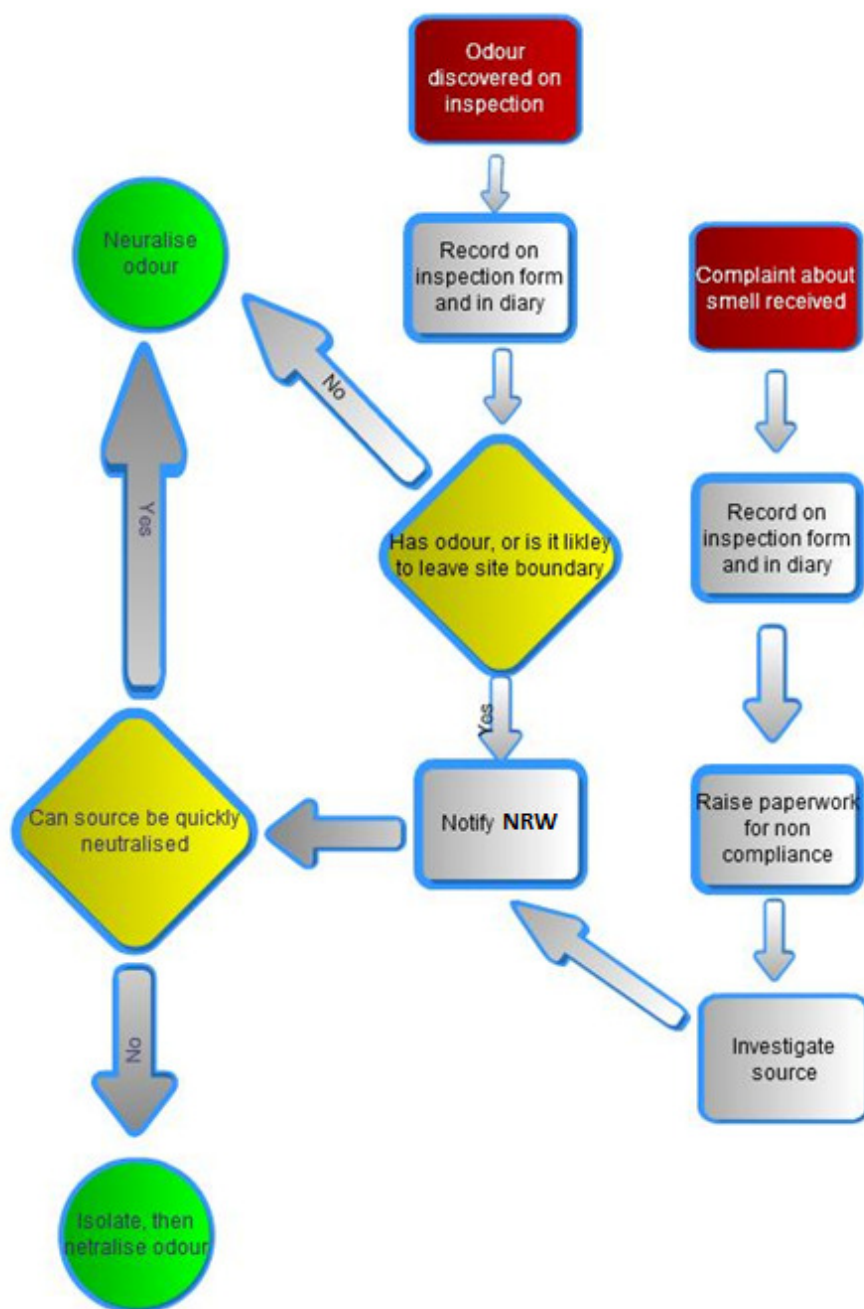 Odour
discovered on
inspection
Neuralise
odour
Record on
inspection form
and in diary
Complaint about
smell received
No
Has odour, or is it likley
to leave site boundary
Record on
inspection form
and in diary
Yes
Yes
Can source be quickly
neutralised
Notify NRW
Raise paperwork
for non
compliance
No
Investigate
source
Isolate, then
netralise odour